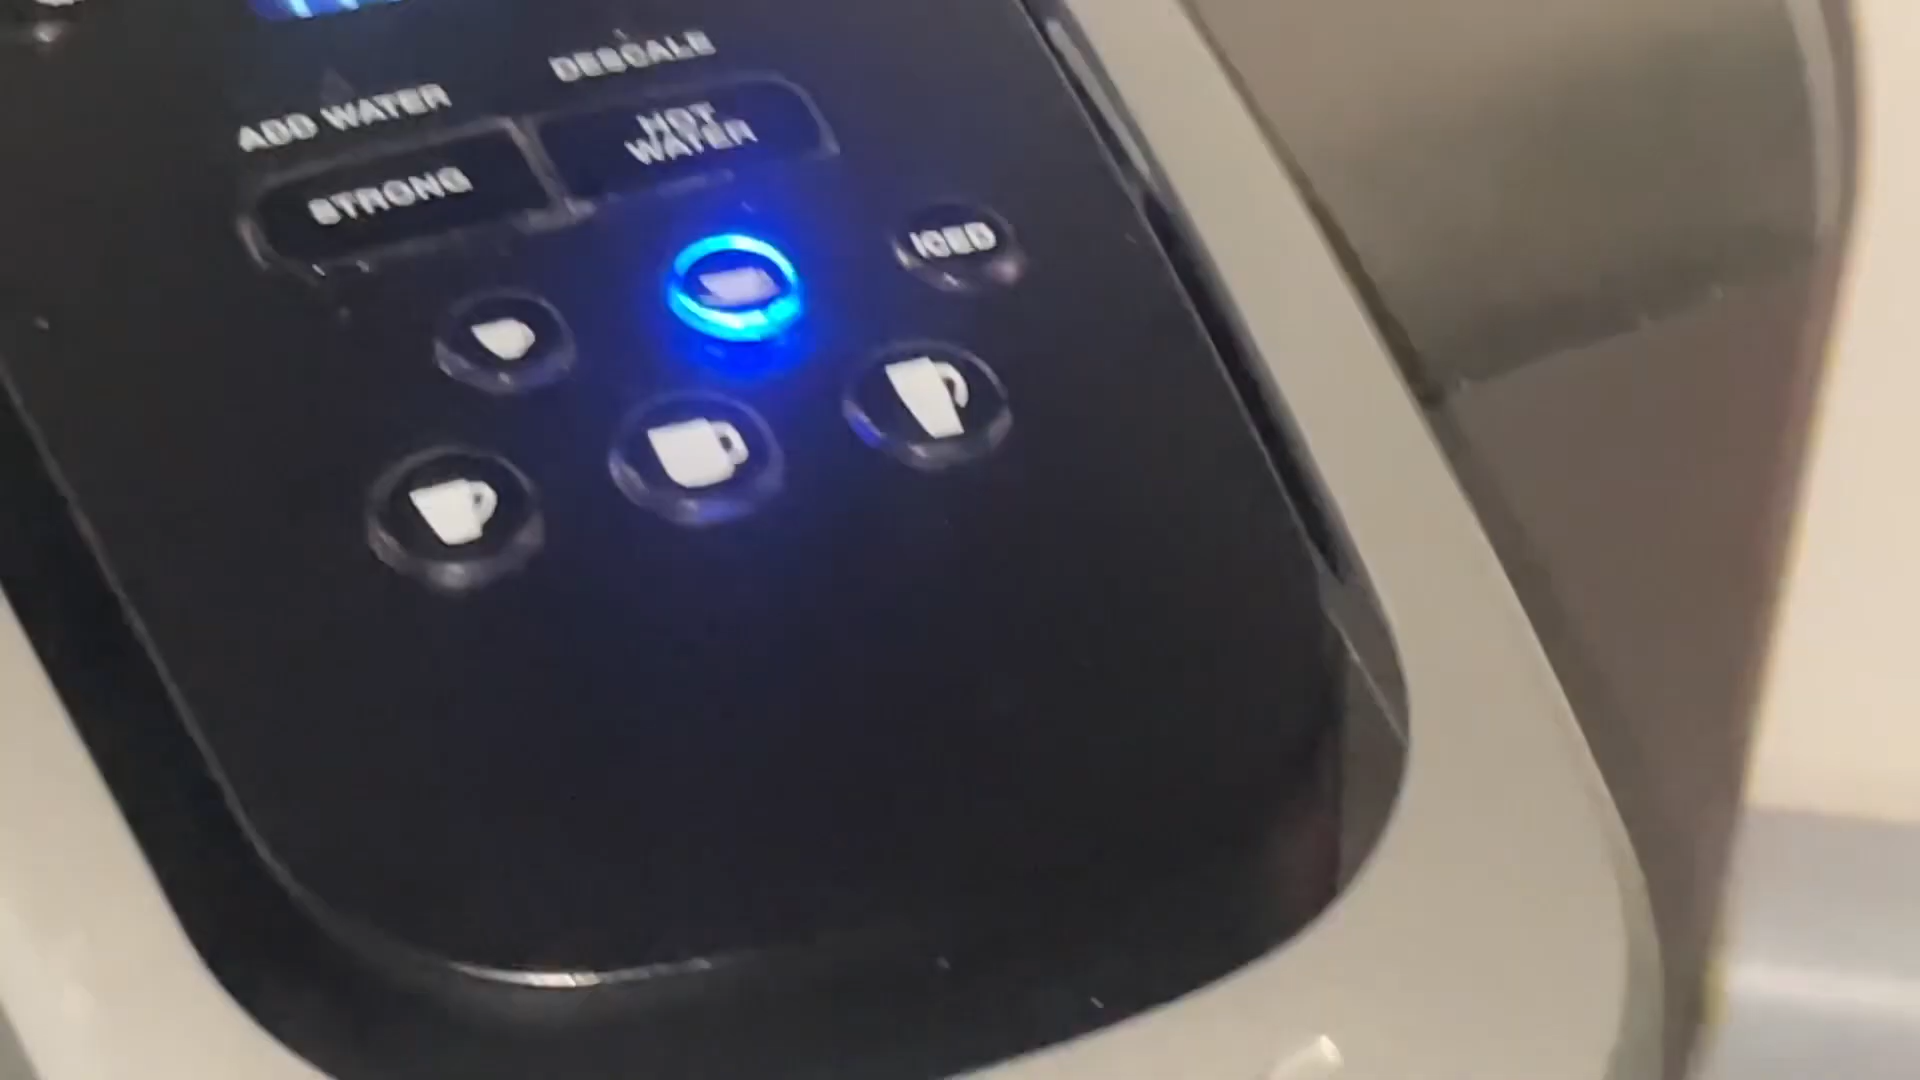 DESCALE
ADD WATER
HOT
WATER
STRONG
ICED